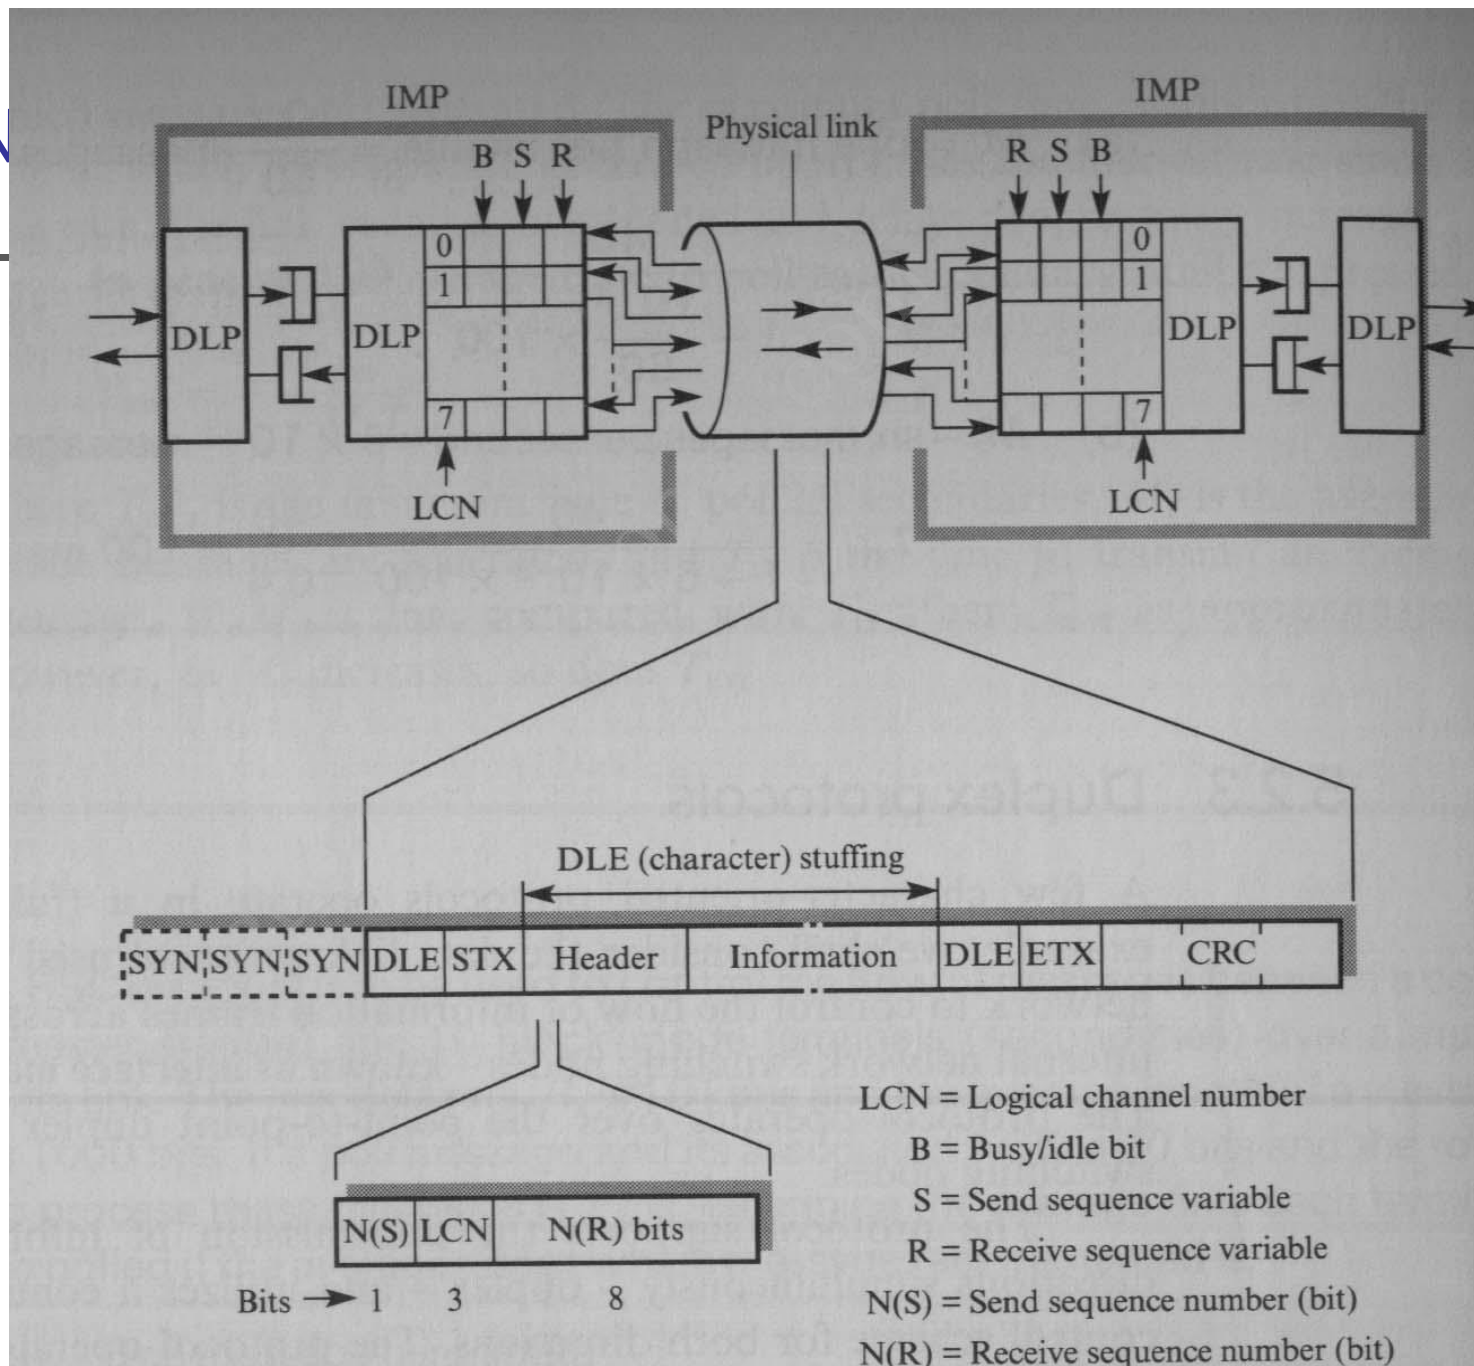 IMP
IMP
Physical link
B S R
R S B
0
0
1
1
DLP
DLP
DLP
DLP
7
7
LCN
LCN
DLE (character) stuffing
SYN SYN SYN DLE STX Header Information DLE ETX CRC
N(S) LCN N(R) bits
Bits 1 3 8
LCN = Logical channel number
B = Busy/idle bit
S = Send sequence variable
R = Receive sequence variable
N(S) = Send sequence number (bit)
N(R) = Receive sequence number (bit)